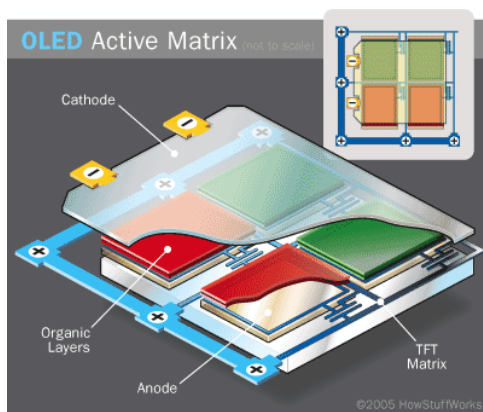 OLED Active Matrix (not to scale)
Cathode
Organic
Layers
Anode
TFT
Matrix
©2005 HowStuffWorks